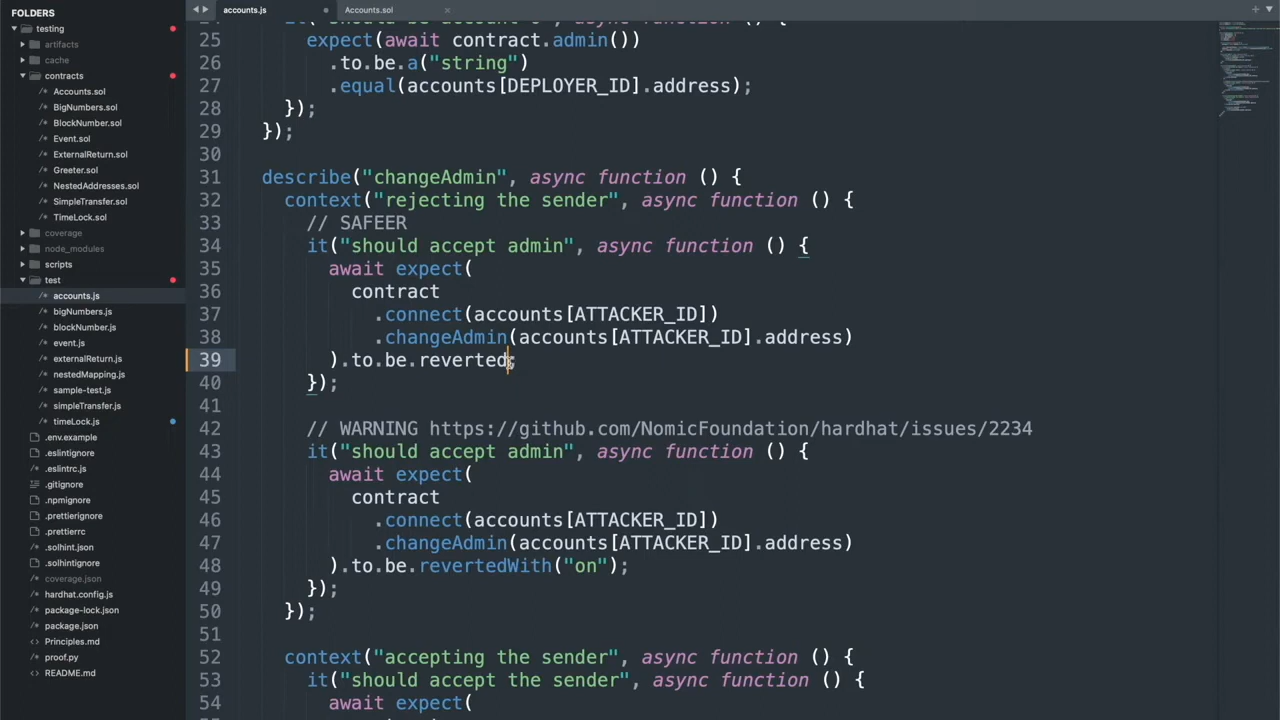 FOLDERS
testing
artifacts
cache
contracts
Accounts.sol
BigNumbers.sol
BlockNumber.sol
Event.sol
ExternalReturn.sol
Greeter.sol
NestedAddresses.sol
SimpleTransfer.sol
TimeLock.sol
coverage
node_modules
scripts
test
accounts.js
bigNumbers.js
blockNumber.js
event.js
externalReturn.js
nestedMapping.js
sample-test.js
simpleTransfer.js
timeLock.js
.env.example
.eslintignore
.eslintrc.js
.gitignore
.npmignore
.prettierignore
.prettierrc
.solhint.json
.solhintignore
coverage.json
hardhat.config.js
package-lock.json
package.json
Principles.md
proof.py
README.md
accounts.js
Accounts.sol
25 expect(await contract.admin())
26 .to.be.a("string")
27 .equal(accounts[DEPLOYER_ID].address);
28 });
29 });
30
31 describe("changeAdmin", async function () {
32 context("rejecting the sender", async function () {
33 // SAFEER
34 it("should accept admin", async function () {
35 await expect(
36 contract
37 .connect(accounts[ATTACKER_ID])
38 .changeAdmin(accounts[ATTACKER_ID].address)
39 ).to.be.reverted;
40 });
41
42 // WARNING https://github.com/NomicFoundation/hardhat/issues/2234
43 it("should accept admin", async function () {
44 await expect(
45 contract
46 .connect(accounts[ATTACKER_ID])
47 .changeAdmin(accounts[ATTACKER_ID].address)
48 ).to.be.revertedWith("on");
49 });
50 });
51
52 context("accepting the sender", async function () {
53 it("should accept the sender", async function () {
54 await expect(